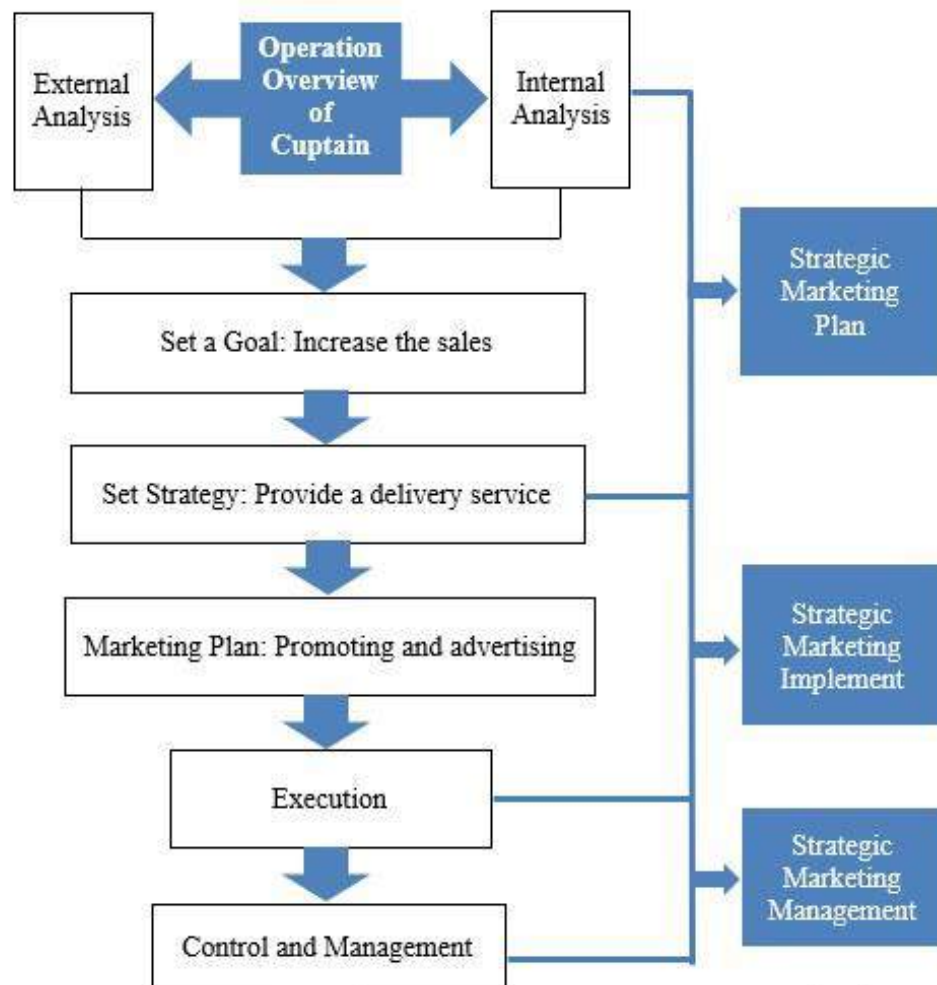 External
Analysis
Operation
Overview
of
Cuptain
Internal
Analysis
Strategic
Marketing
Plan
Set a Goal: Increase the sales
Set Strategy: Provide a delivery service
Marketing Plan: Promoting and advertising
Strategic
Marketing
Implement
Execution
Strategic
Marketing
Management
Control and Management